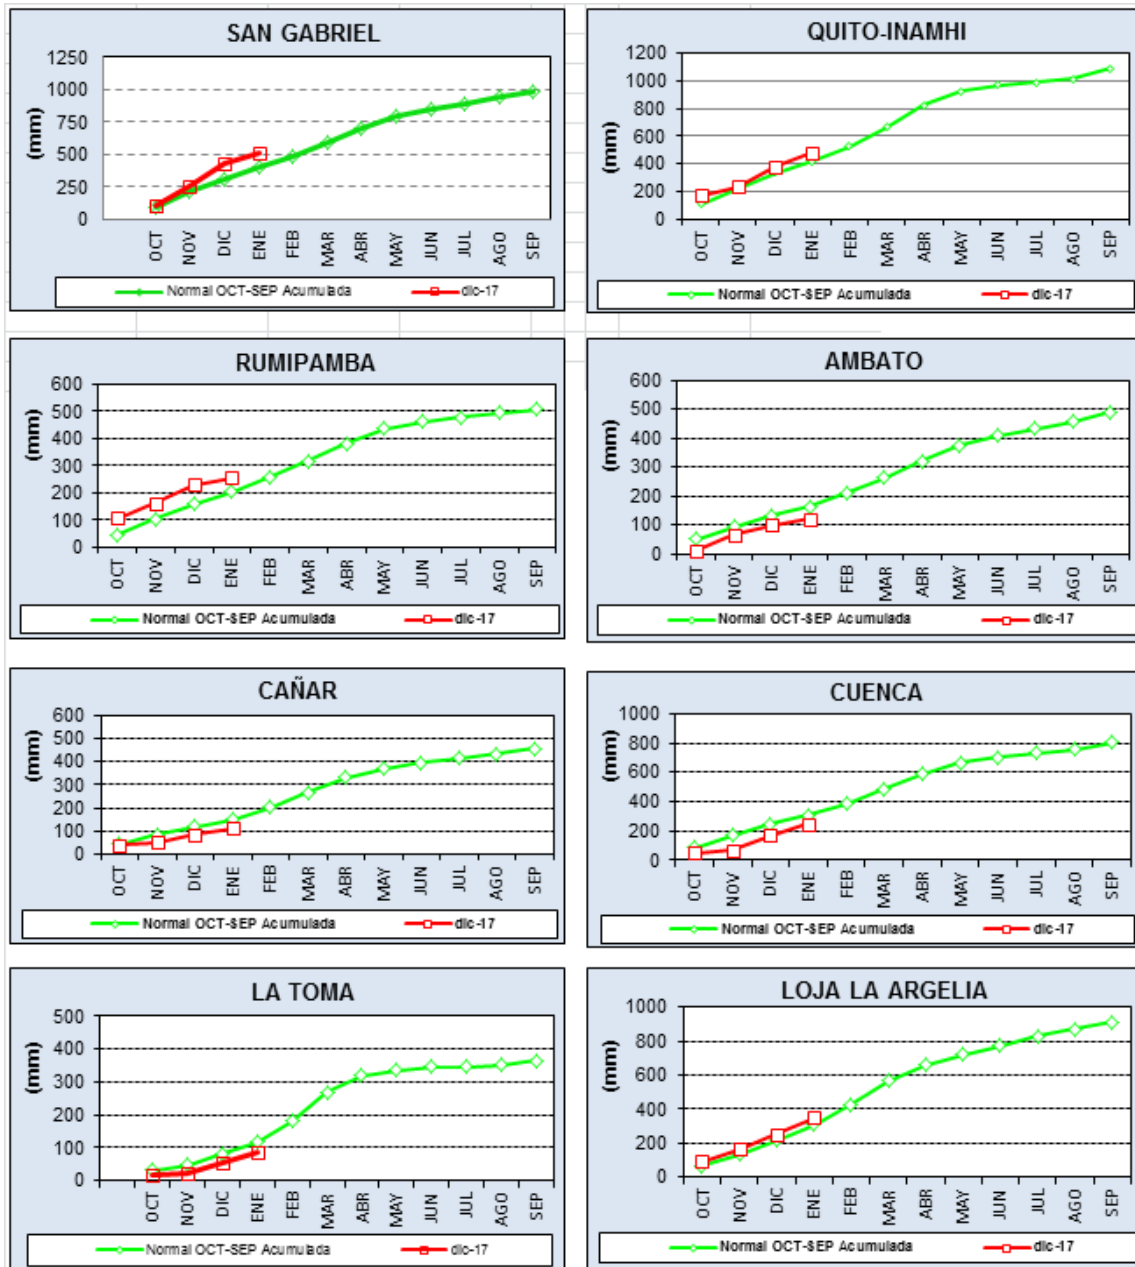 SAN GABRIEL
(mm)
1250
1000
750
500
250
0
OCT NOV DIC ENE FEB MAR ABR MAY JUN JUL AGO SEP
Normal OCT-SEP Acumulada dic-17
QUITO-INAMHI
(mm)
1200
1000
800
600
400
200
0
OCT NOV DIC ENE FEB MAR ABR MAY JUN JUL AGO SEP
Normal OCT-SEP Acumulada dic-17
RUMIPAMBA
(mm)
600
500
400
300
200
100
0
OCT NOV DIC ENE FEB MAR ABR MAY JUN JUL AGO SEP
Normal OCT-SEP Acumulada dic-17
AMBATO
(mm)
600
500
400
300
200
100
0
OCT NOV DIC ENE FEB MAR ABR MAY JUN JUL AGO SEP
Normal OCT-SEP Acumulada dic-17
CAÑAR
(mm)
600
500
400
300
200
100
0
OCT NOV DIC ENE FEB MAR ABR MAY JUN JUL AGO SEP
Normal OCT-SEP Acumulada dic-17
CUENCA
(mm)
1000
800
600
400
200
0
OCT NOV DIC ENE FEB MAR ABR MAY JUN JUL AGO SEP
Normal OCT-SEP Acumulada dic-17
LA TOMA
(mm)
500
400
300
200
100
0
OCT NOV DIC ENE FEB MAR ABR MAY JUN JUL AGO SEP
Normal OCT-SEP Acumulada dic-17
LOJA LA ARGELIA
(mm)
1000
800
600
400
200
0
OCT NOV DIC ENE FEB MAR ABR MAY JUN JUL AGO SEP
Normal OCT-SEP Acumulada dic-17